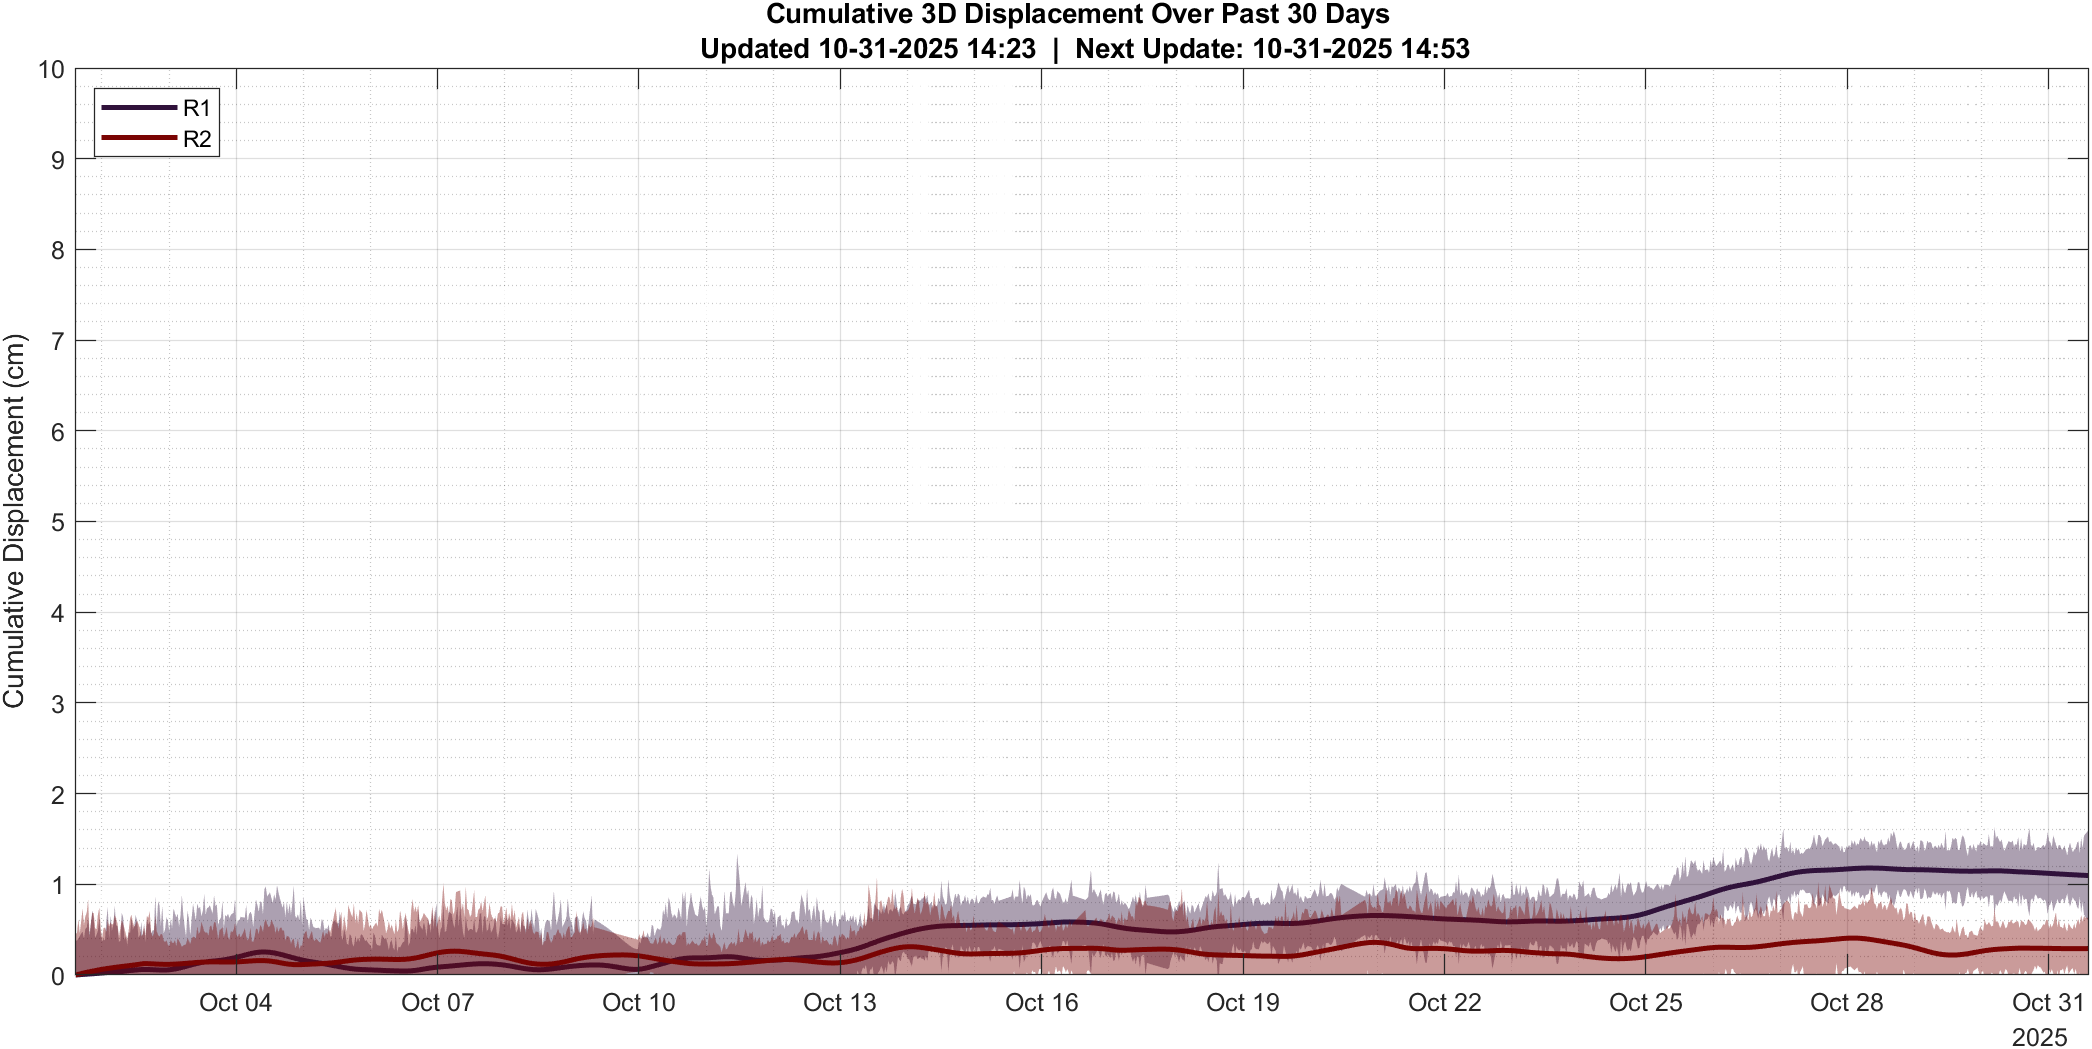 Cumulative 3D Displacement Over Past 30 Days
Updated 10-31-2025 14:23 | Next Update: 10-31-2025 14:53
Cumulative Displacement (cm)
10
9
8
7
6
5
4
3
2
1
0
R1
R2
Oct 04 Oct 07 Oct 10 Oct 13 Oct 16 Oct 19 Oct 22 Oct 25 Oct 28 Oct 31
2025